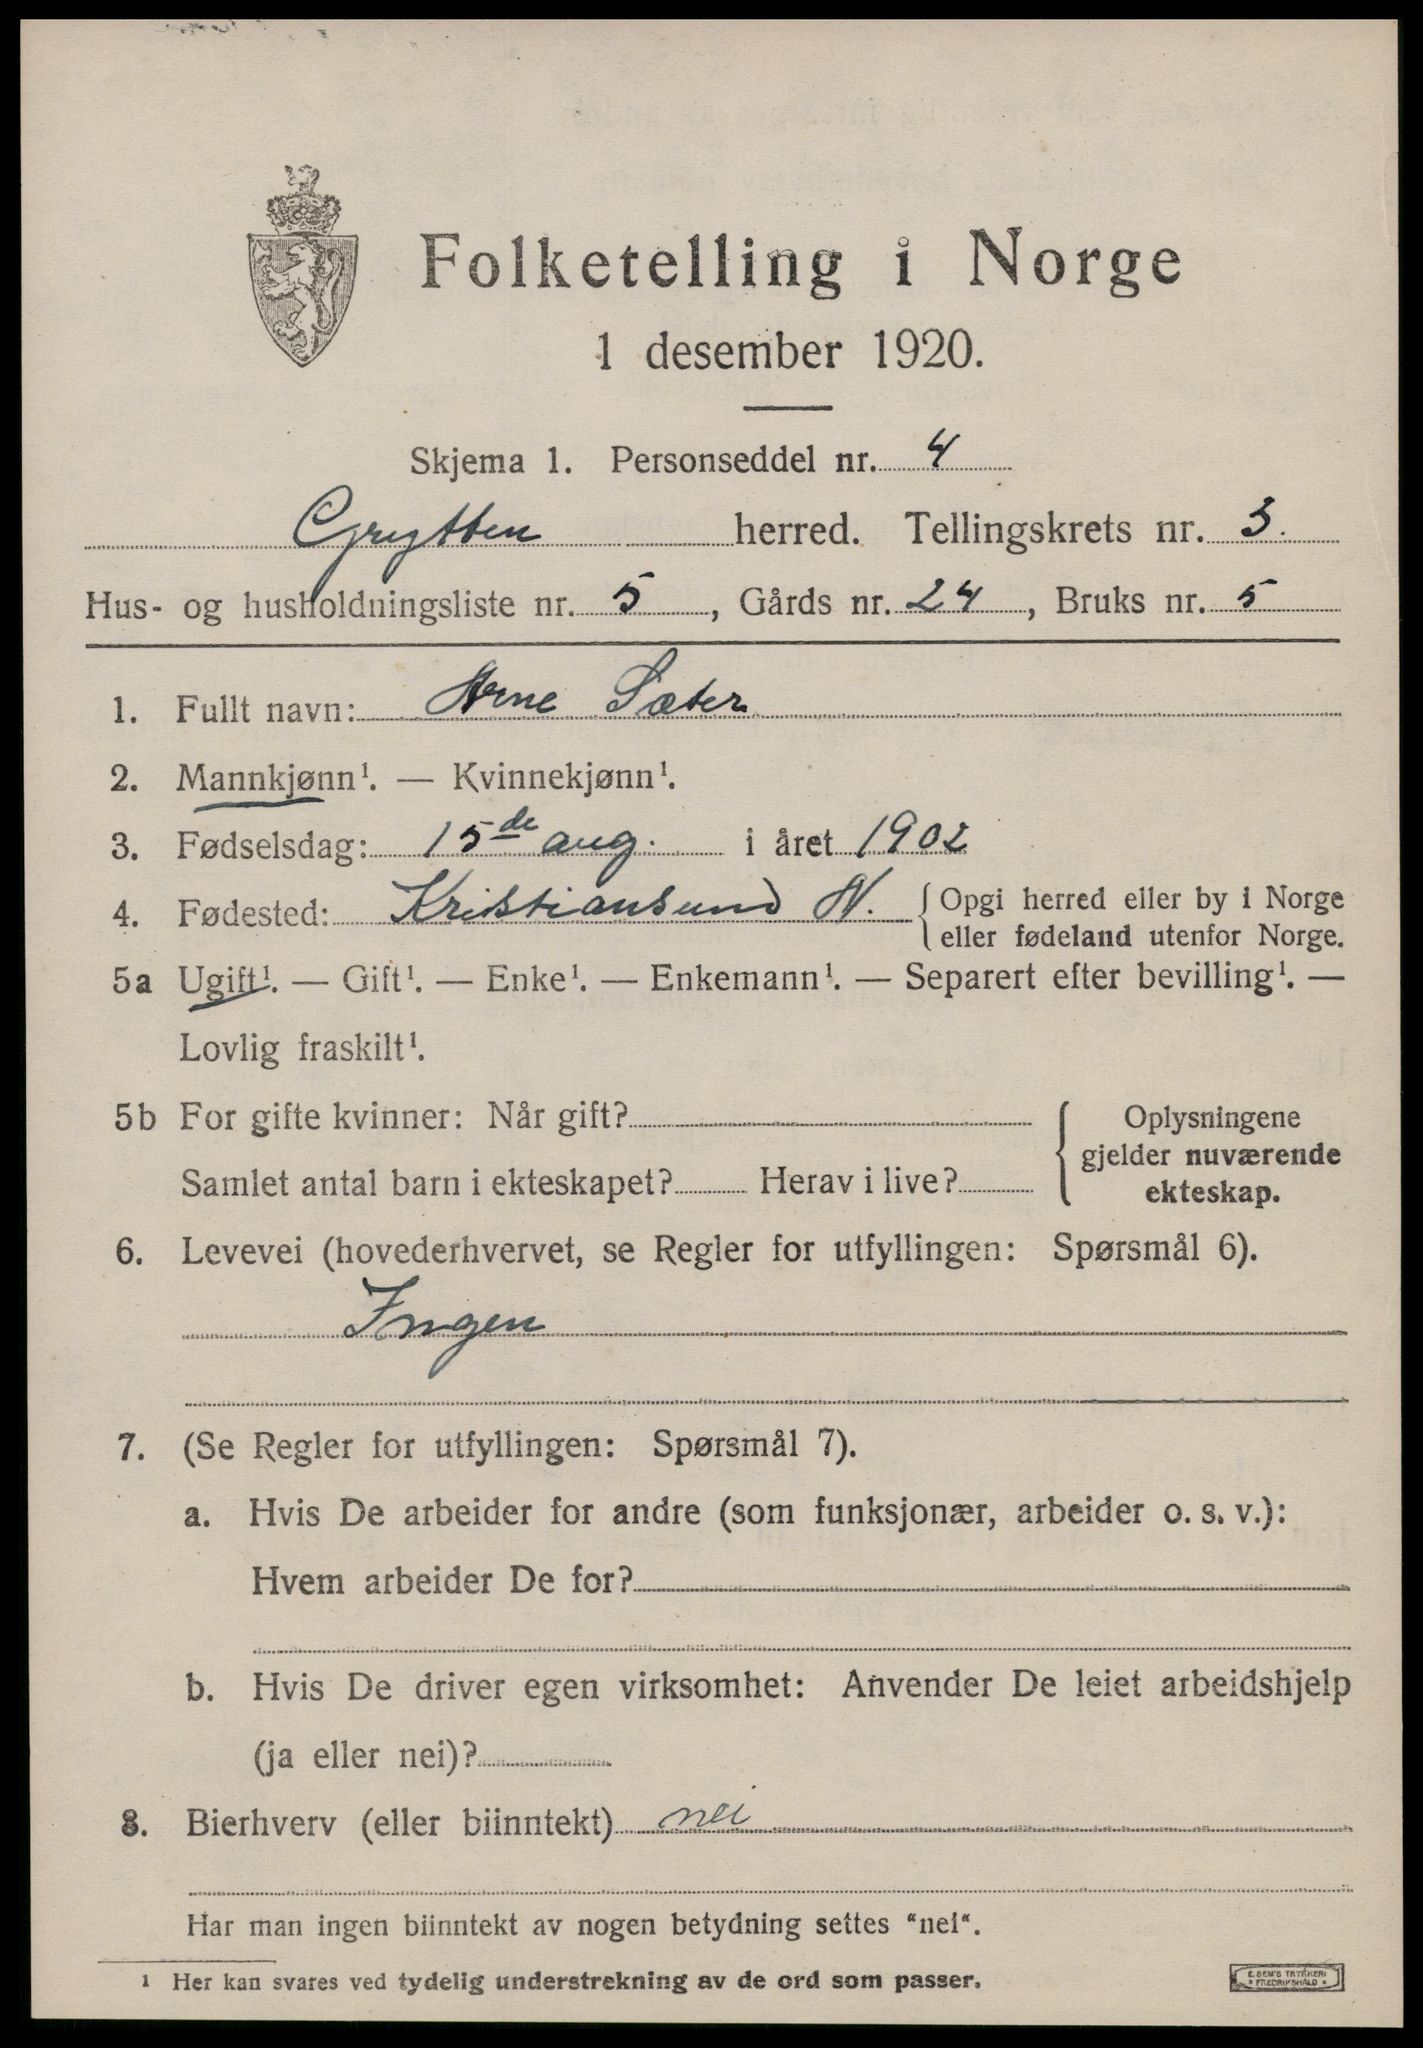 Folketelling i Norge
1 desember 1920.
Skjema 1. Personseddel nr. 4
Grytten herred. Tellingskrets nr. 3.
Hus- og husholdningsliste nr. 5, Gårds nr. 24, Bruks nr. 5
1. Fullt navn: Arne Sæter
2. Mannkjønn¹. — Kvinnekjønn¹.
3. Fødselsdag: 15de aug. i året 1902
4. Fødested: Kristiansund N. { Opgi herred eller by i Norge
eller fødeland utenfor Norge.
5a Ugift¹. — Gift¹. — Enke¹. — Enkemann¹. — Separert efter bevilling¹. —
Lovlig fraskilt¹.
5b For gifte kvinner: Når gift? { Oplysningene
gjelder nuværende
Samlet antal barn i ekteskapet? Herav i live?
ekteskap.
6. Levevei (hovederhvervet, se Regler for utfyllingen: Spørsmål 6).
Ingen
7. (Se Regler for utfyllingen: Spørsmål 7).
a. Hvis De arbeider for andre (som funksjonær, arbeider o. s. v.):
Hvem arbeider De for?
b. Hvis De driver egen virksomhet: Anvender De leiet arbeidshjelp
(ja eller nei)?
8. Bierhverv (eller biinntekt) nei
Har man ingen biinntekt av nogen betydning settes "nei".
1 Her kan svares ved tydelig understrekning av de ord som passer.
E. SEM'S TRYKKERI
FREDRIKSHALD